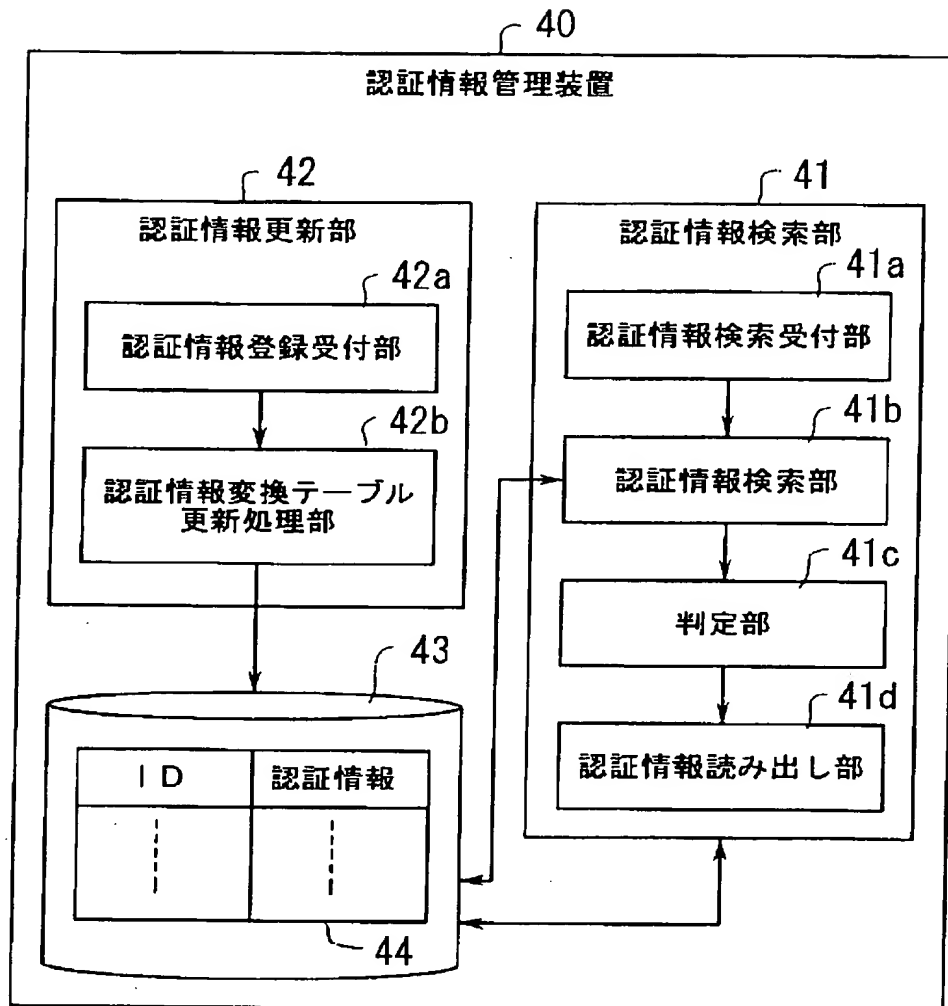 40
認証情報管理装置
42
認証情報更新部
42a
認証情報登録受付部
42b
認証情報変換テーブル
更新処理部
41
認証情報検索部
41a
認証情報検索受付部
41b
認証情報検索部
41c
判定部
41d
認証情報読み出し部
43
ID
認証情報
44